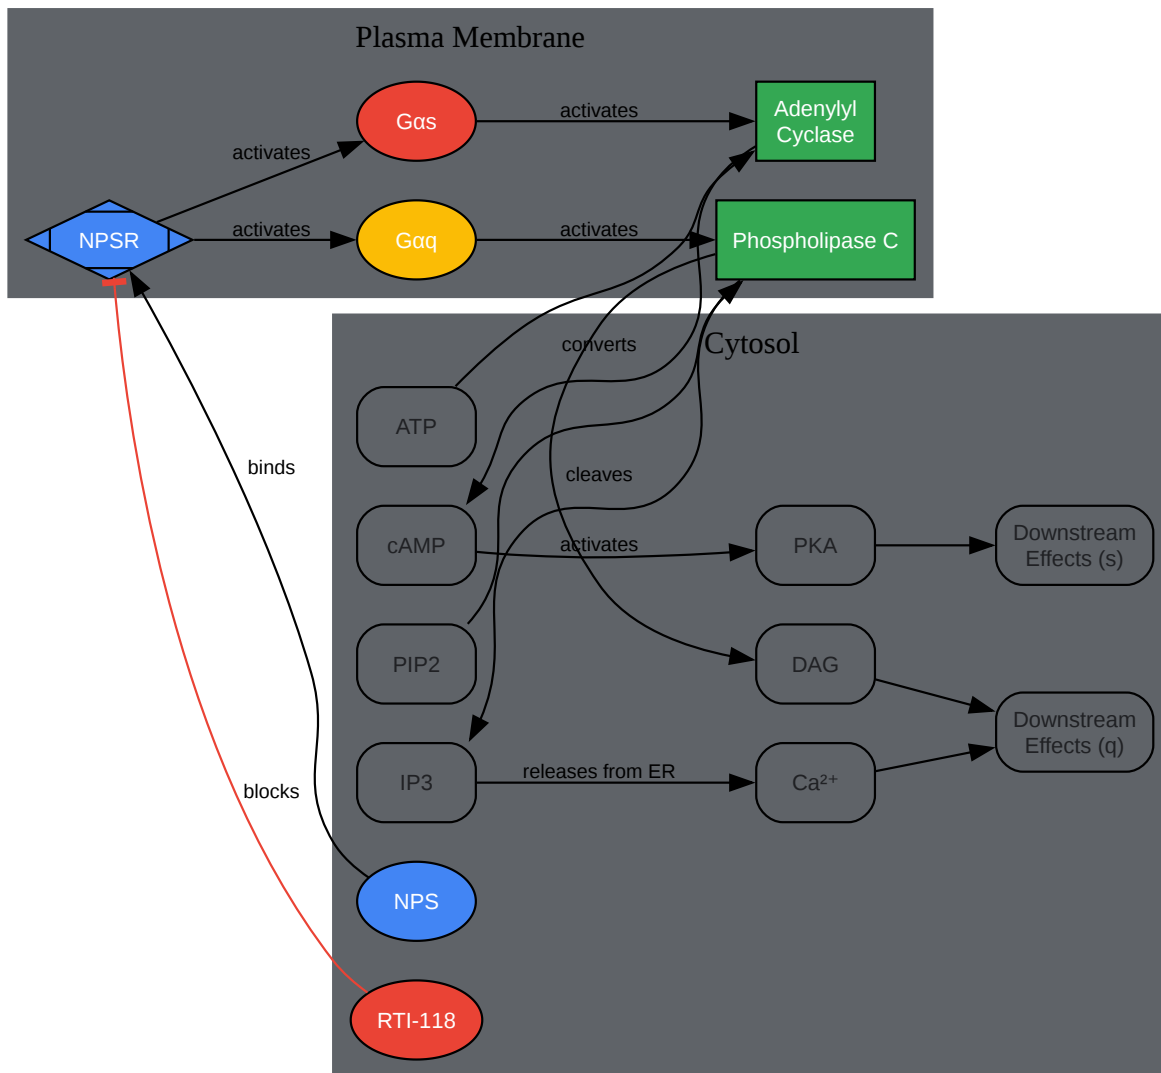 Plasma Membrane
Gαs
activates
Adenylyl
Cyclase
activates
NPSR
activates
Gαq
activates
Phospholipase C
converts
Cytosol
ATP
binds
cleaves
cAMP
activates
PKA
Downstream
Effects (s)
PIP2
DAG
Downstream
Effects (q)
IP3
releases from ER
Ca²⁺
blocks
NPS
RTI-118